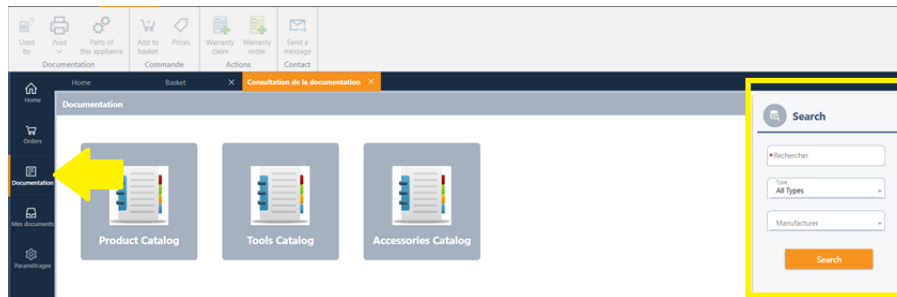 Used by
Print
Parts of this appliance
Add to basket
Prices
Warranty claim
Warranty order
Send a message
Documentation
Commande
Actions
Contact
Home
Basket
Consultation de la documentation
Home
Orders
Documentation
Mes documents
Paramétrages
Documentation
Product Catalog
Tools Catalog
Accessories Catalog
Search
*Rechercher
Type
All Types
Manufacturer
Search